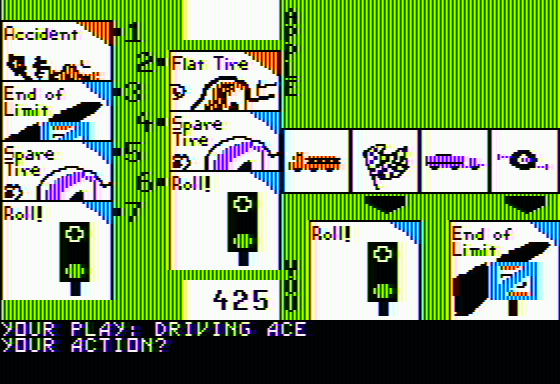 Accident
1
2
Flat Tire
End of
Limit
3
4
Spare
Tire
Spare
Tire
5
6
Roll!
Roll!
7
APPLE
Roll!
End of
Limit
YOU
425
YOUR PLAY: DRIVING ACE
YOUR ACTION?